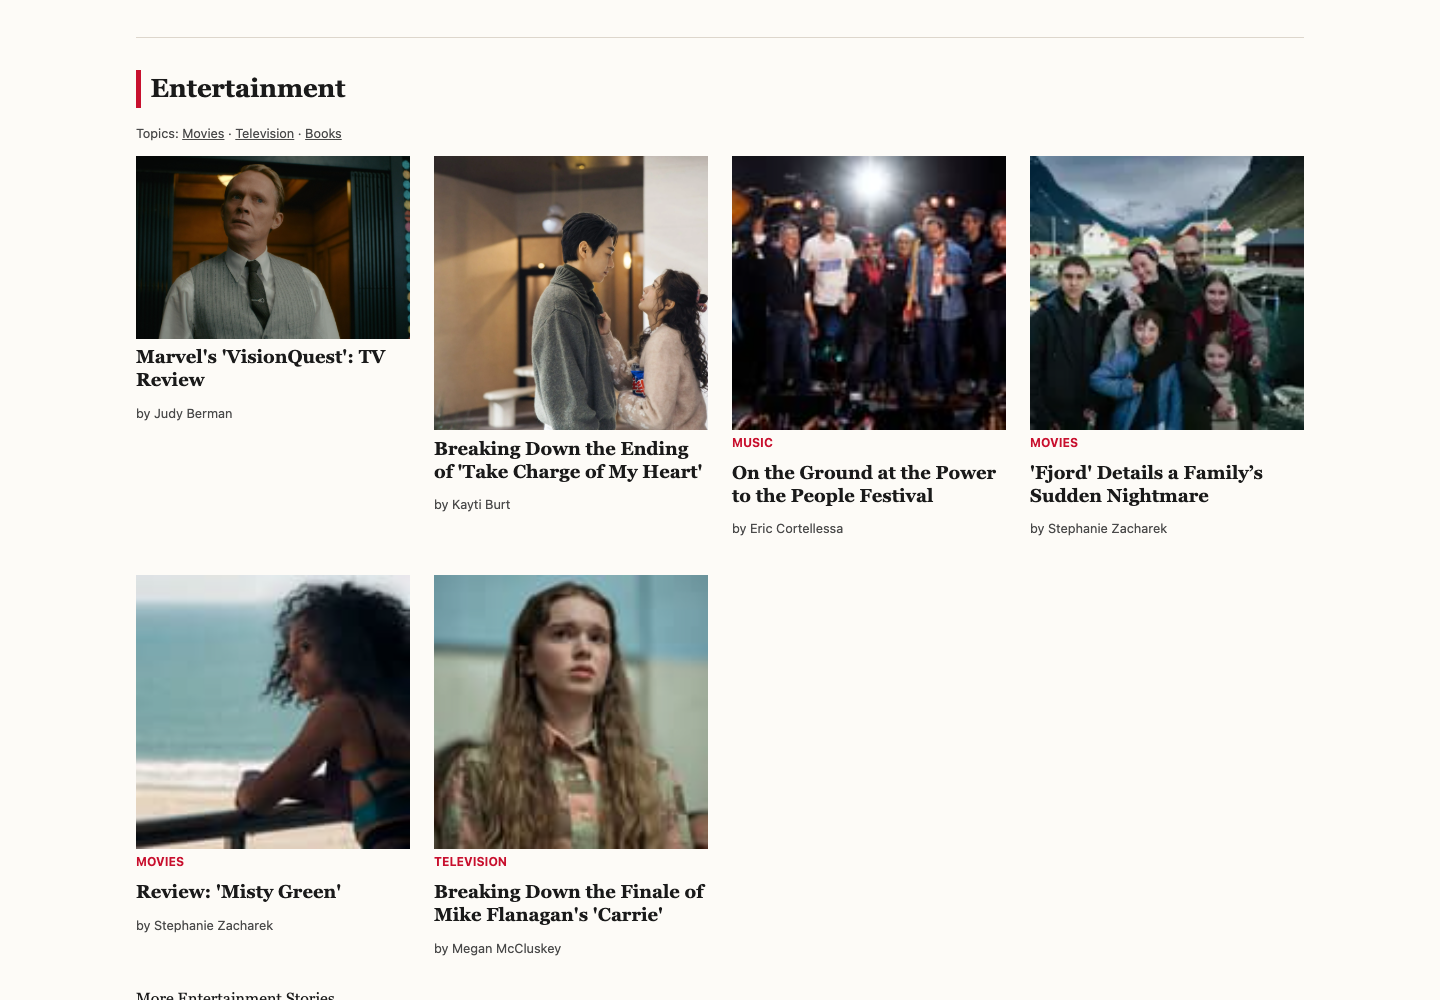 Entertainment
Topics: Movies · Television · Books
Marvel's 'VisionQuest': TV
Review
by Judy Berman
Breaking Down the Ending
of 'Take Charge of My Heart'
by Kayti Burt
MUSIC
On the Ground at the Power
to the People Festival
by Eric Cortellessa
MOVIES
'Fjord' Details a Family’s
Sudden Nightmare
by Stephanie Zacharek
MOVIES
Review: 'Misty Green'
by Stephanie Zacharek
TELEVISION
Breaking Down the Finale of
Mike Flanagan's 'Carrie'
by Megan McCluskey
More Entertainment Stories